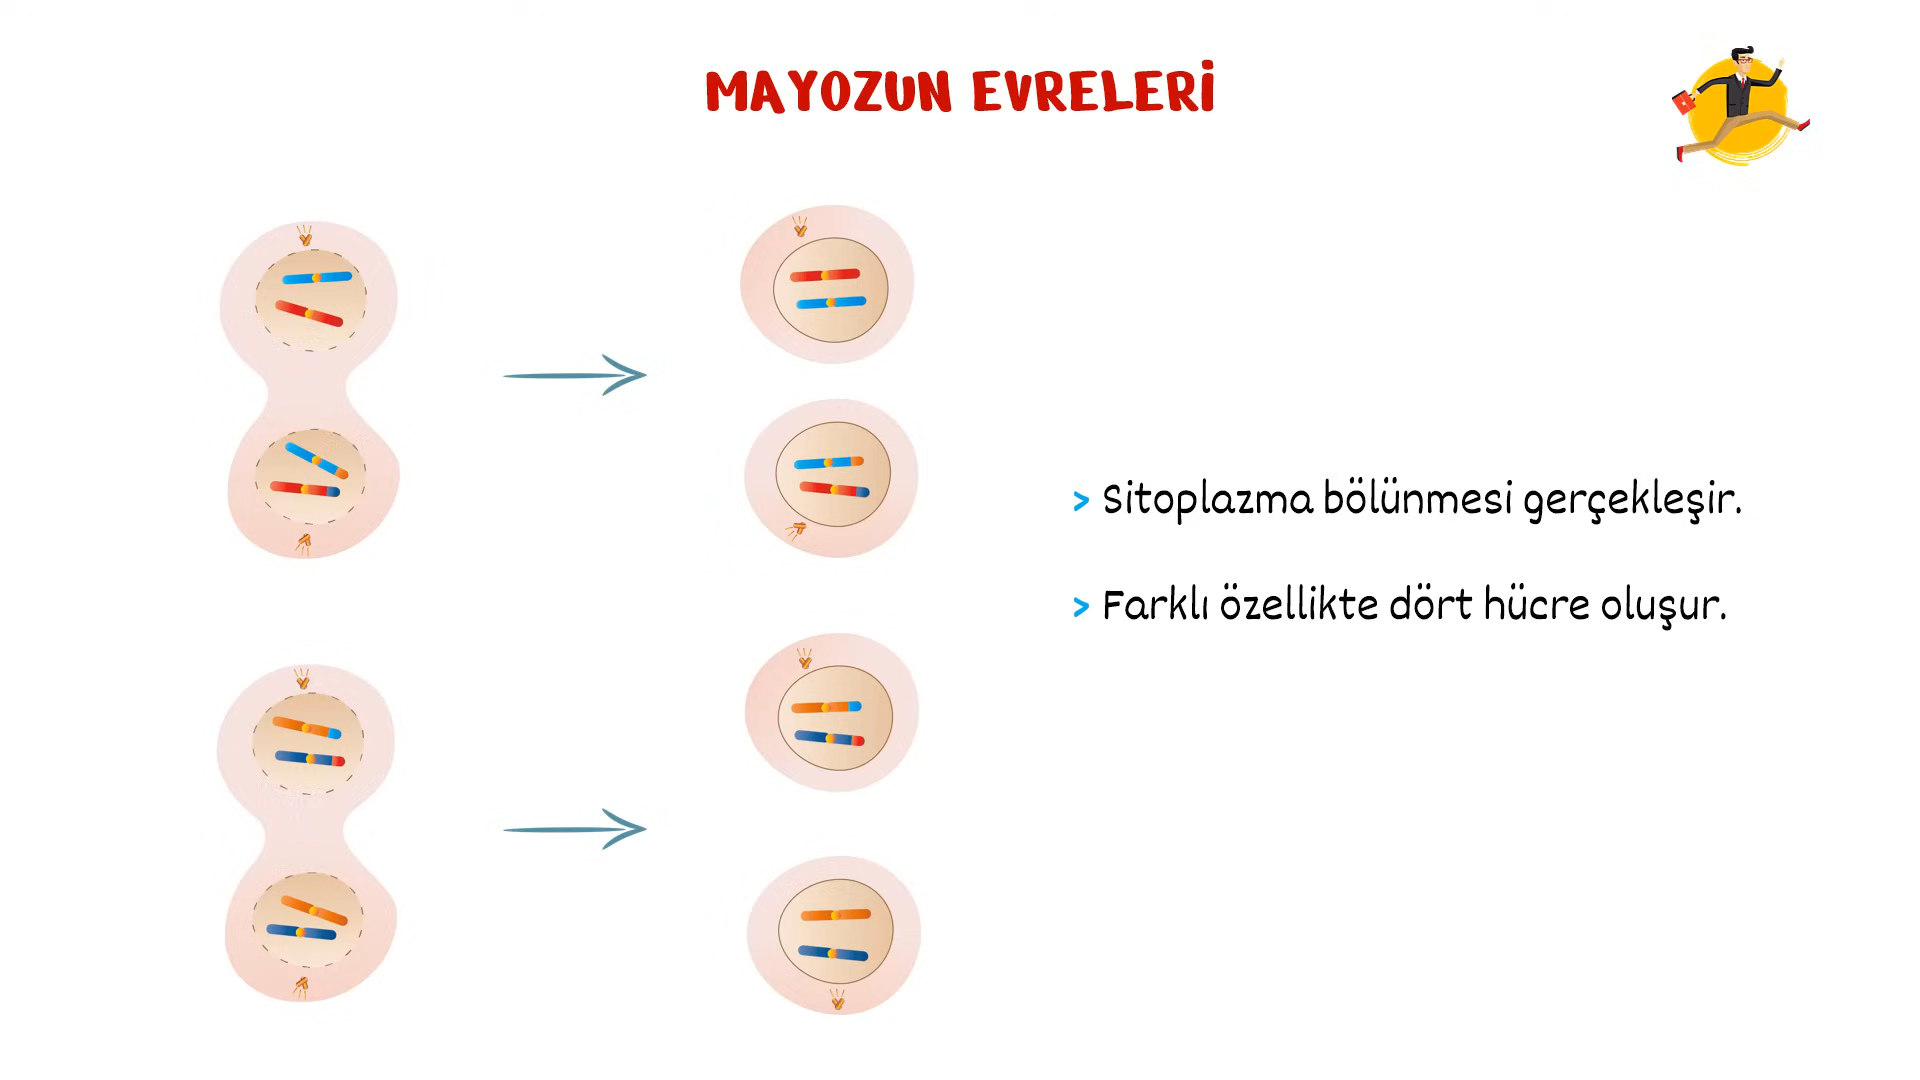 MAYOZUN EVRELERİ
> Sitoplazma bölünmesi gerçekleşir.
> Farklı özellikte dört hücre oluşur.